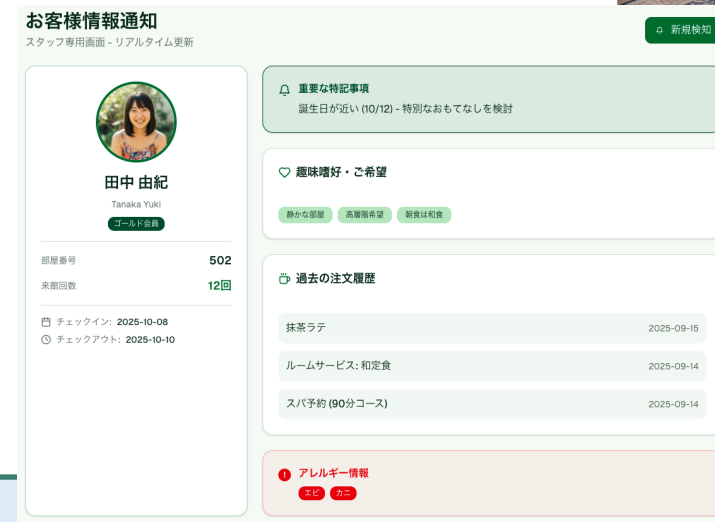 お客様情報通知
スタッフ専用画面 - リアルタイム更新
新規検知
田中 由紀
Tanaka Yuki
ゴールド会員
部屋番号 502
来館回数 12回
チェックイン: 2025-10-08
チェックアウト: 2025-10-10
重要な特記事項
誕生日が近い (10/12) - 特別なおもてなしを検討
趣味嗜好・ご希望
静かな部屋 高層階希望 朝食は和食
過去の注文履歴
抹茶ラテ 2025-09-15
ルームサービス: 和定食 2025-09-14
スパ予約 (90分コース) 2025-09-14
アレルギー情報
エビ カニ